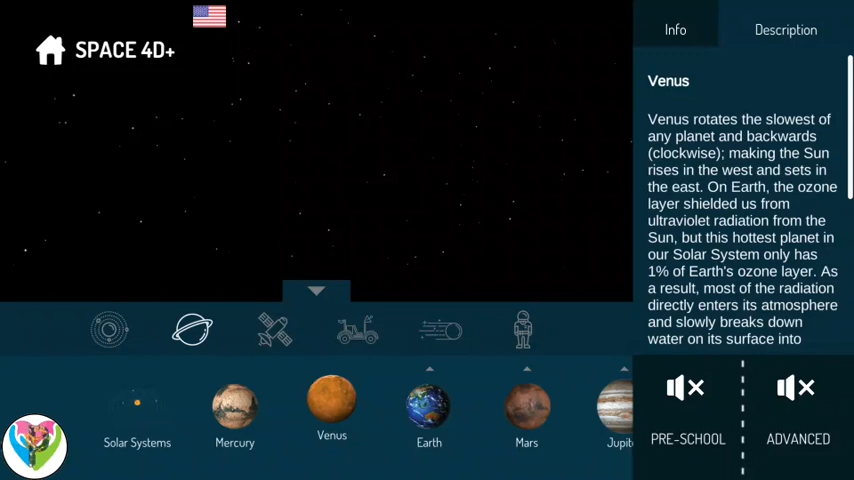 SPACE 4D+
Info
Description
Venus
Venus rotates the slowest of
any planet and backwards
(clockwise); making the Sun
rises in the west and sets in
the east. On Earth, the ozone
layer shielded us from
ultraviolet radiation from the
Sun, but this hottest planet in
our Solar System only has
1% of Earth's ozone layer. As
a result, most of the radiation
directly enters its atmosphere
and slowly breaks down
water on its surface into
Solar Systems
Mercury
Venus
Earth
Mars
Jupit
PRE-SCHOOL
ADVANCED